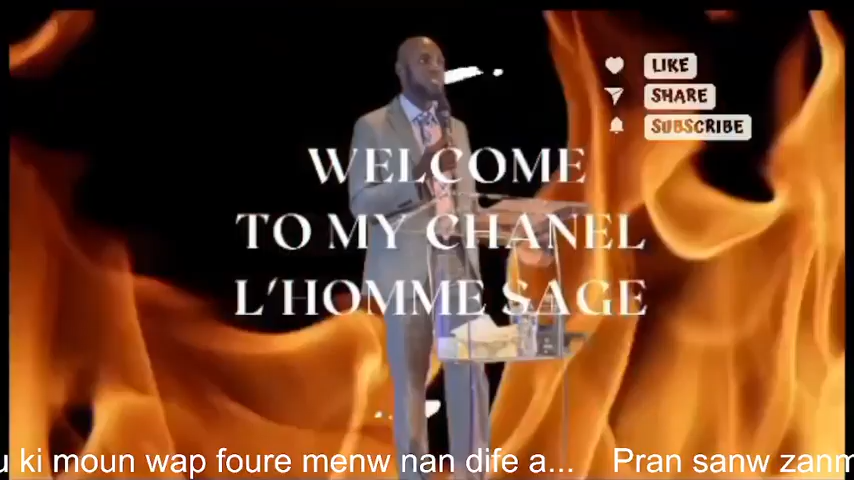 LIKE
SHARE
SUBSCRIBE
WELCOME
TO MY CHANEL
L'HOMME SAGE
ki moun wap foure menw nan dife a... Pran sanw